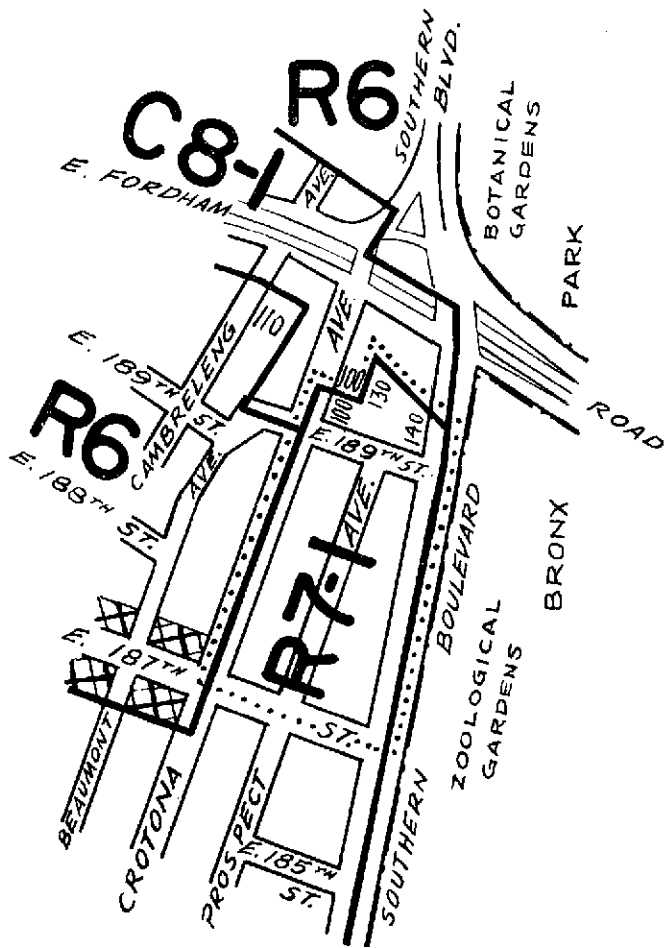 R6
C8-1
SOUTHERN
BLVD.
BOTANICAL
GARDENS
PARK
E. FORDHAM
AVE.
ROAD
AVE
110
CAMBRELENG
E. 189TH
ST.
R6
AVE.
100
100
130
140
E. 189TH ST.
E. 188TH
ST.
AVE.
R7-1
BOULEVARD
BRONX
ZOOLOGICAL
GARDENS
E. 187TH
ST.
BEAUMONT
CROTONA
PROSPECT
E. 185TH
ST.
SOUTHERN